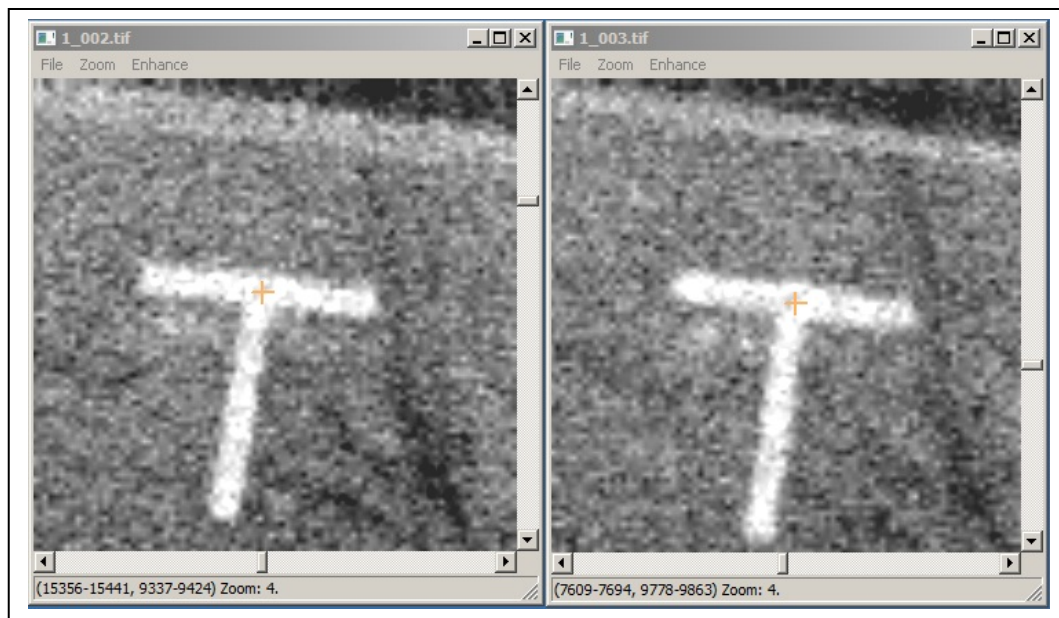 1_002.tif
File Zoom Enhance
(15356-15441, 9337-9424) Zoom: 4.
1_003.tif
File Zoom Enhance
(7609-7694, 9778-9863) Zoom: 4.